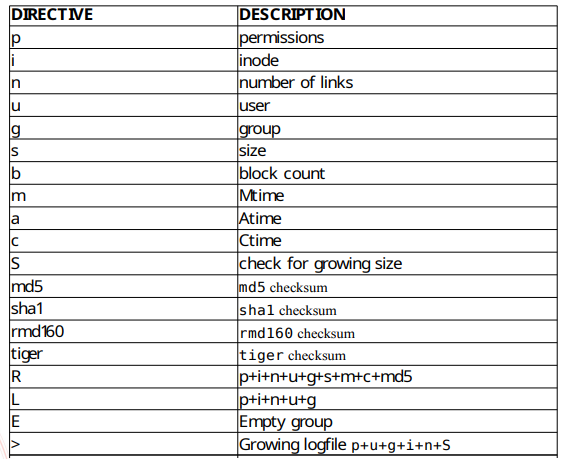 DIRECTIVE DESCRIPTION
p permissions
i inode
n number of links
u user
g group
s size
b block count
m Mtime
a Atime
c Ctime
S check for growing size
md5 md5 checksum
sha1 sha1 checksum
rmd160 rmd160 checksum
tiger tiger checksum
R p+i+n+u+g+s+m+c+md5
L p+i+n+u+g
E Empty group
> Growing logfile p+u+g+i+n+S